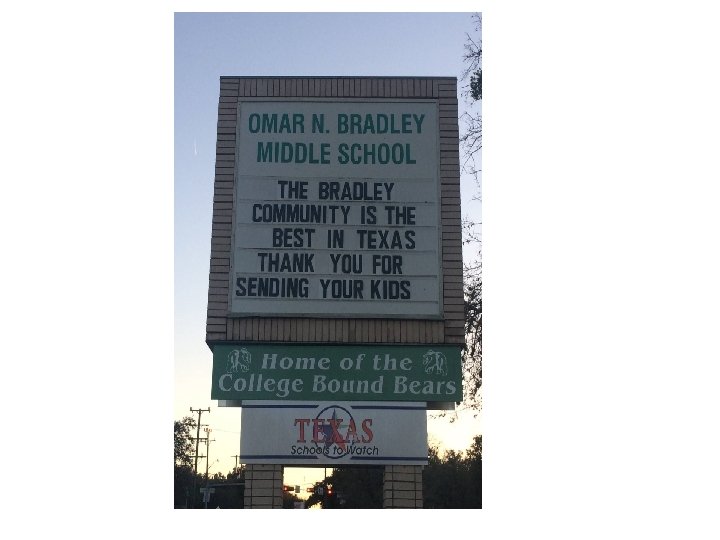 OMAR N. BRADLEY
MIDDLE SCHOOL
THE BRADLEY
COMMUNITY IS THE
BEST IN TEXAS
THANK YOU FOR
SENDING YOUR KIDS
Home of the
College Bound Bears
TEXAS
Schools to Watch